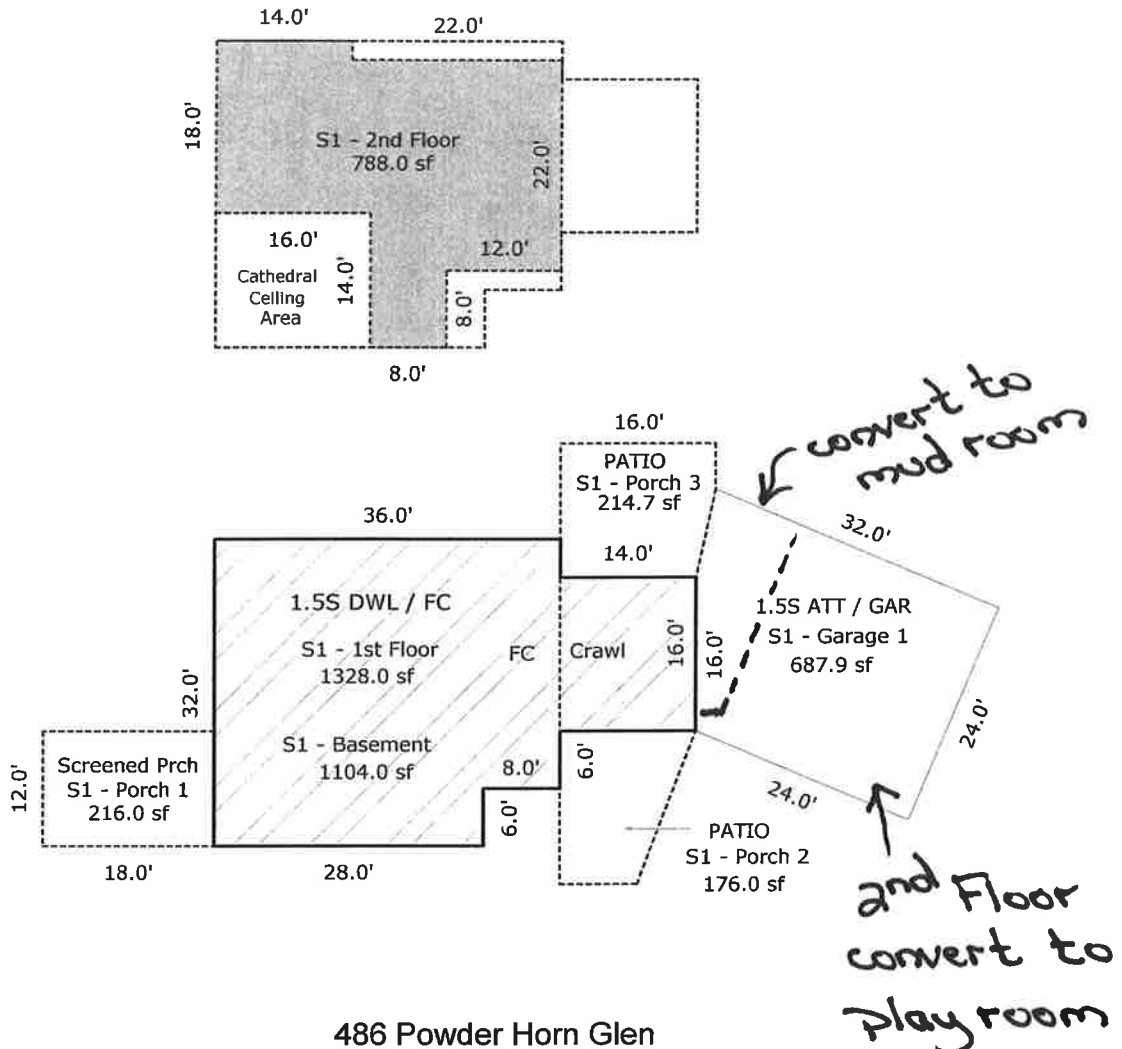 14.0'
22.0'
18.0'
S1 - 2nd Floor
788.0 sf
22.0'
16.0'
14.0'
Cathedral
Ceiling
Area
12.0'
8.0'
8.0'
convert to
mud room
16.0'
PATIO
S1 - Porch 3
214.7 sf
36.0'
14.0'
32.0'
1.5S DWL / FC
S1 - 1st Floor
1328.0 sf
FC
Crawl
16.0'
16.0'
1.5S ATT / GAR
S1 - Garage 1
687.9 sf
32.0'
24.0'
S1 - Basement
1104.0 sf
8.0'
6.0'
6.0'
12.0'
Screened Prch
S1 - Porch 1
216.0 sf
24.0'
PATIO
S1 - Porch 2
176.0 sf
18.0'
28.0'
2nd Floor
convert to
play room
486 Powder Horn Glen